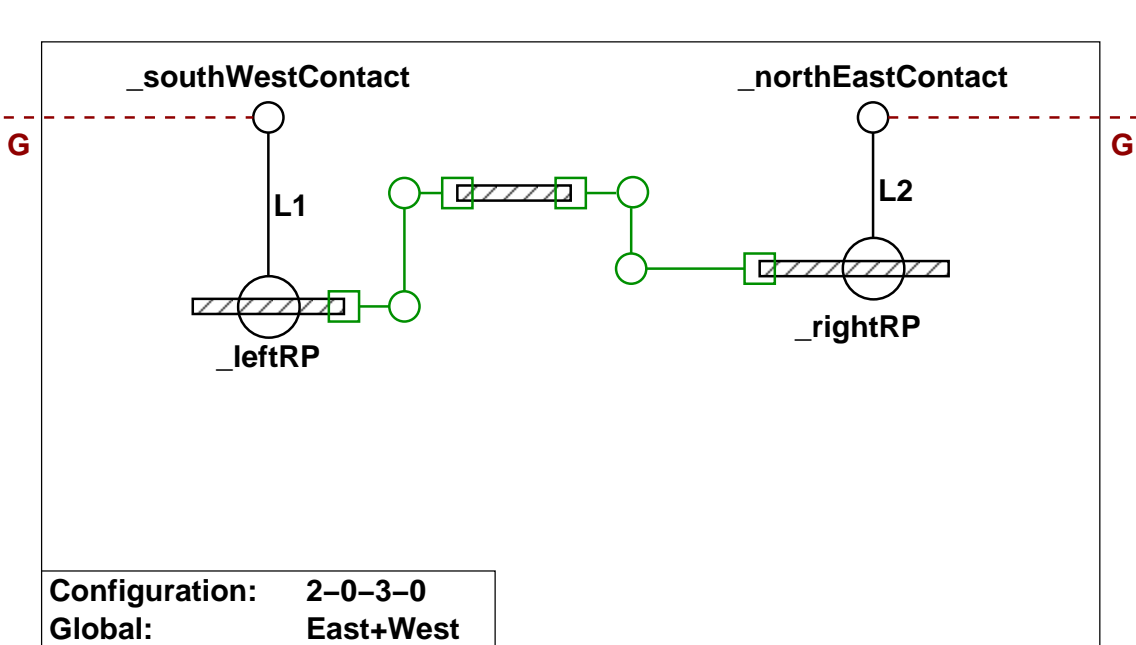 _southWestContact
_northEastContact
G
G
L1
L2
_leftRP
_rightRP
Configuration: 2–0–3–0
Global: East+West